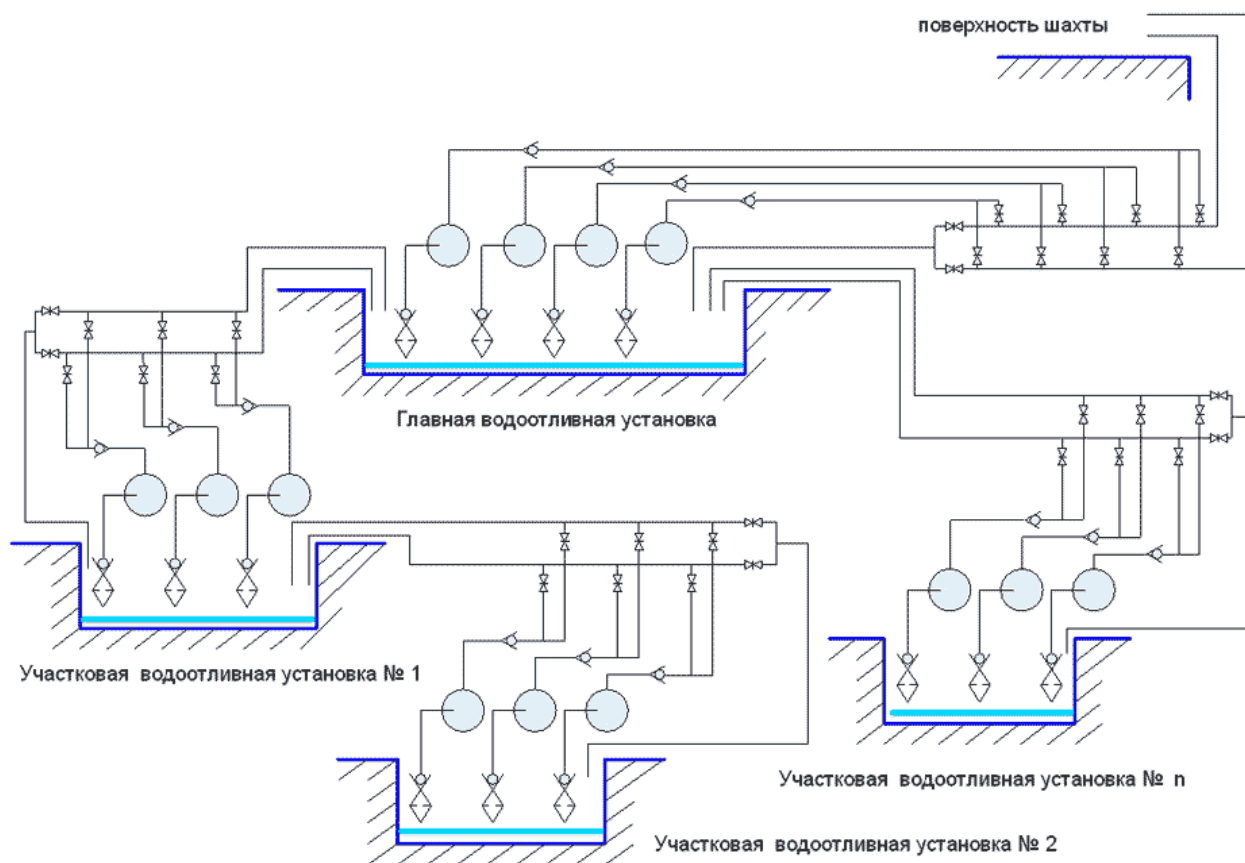 поверхность шахты
Главная водоотливная установка
Участковая водоотливная установка № 1
Участковая водоотливная установка № n
Участковая водоотливная установка № 2